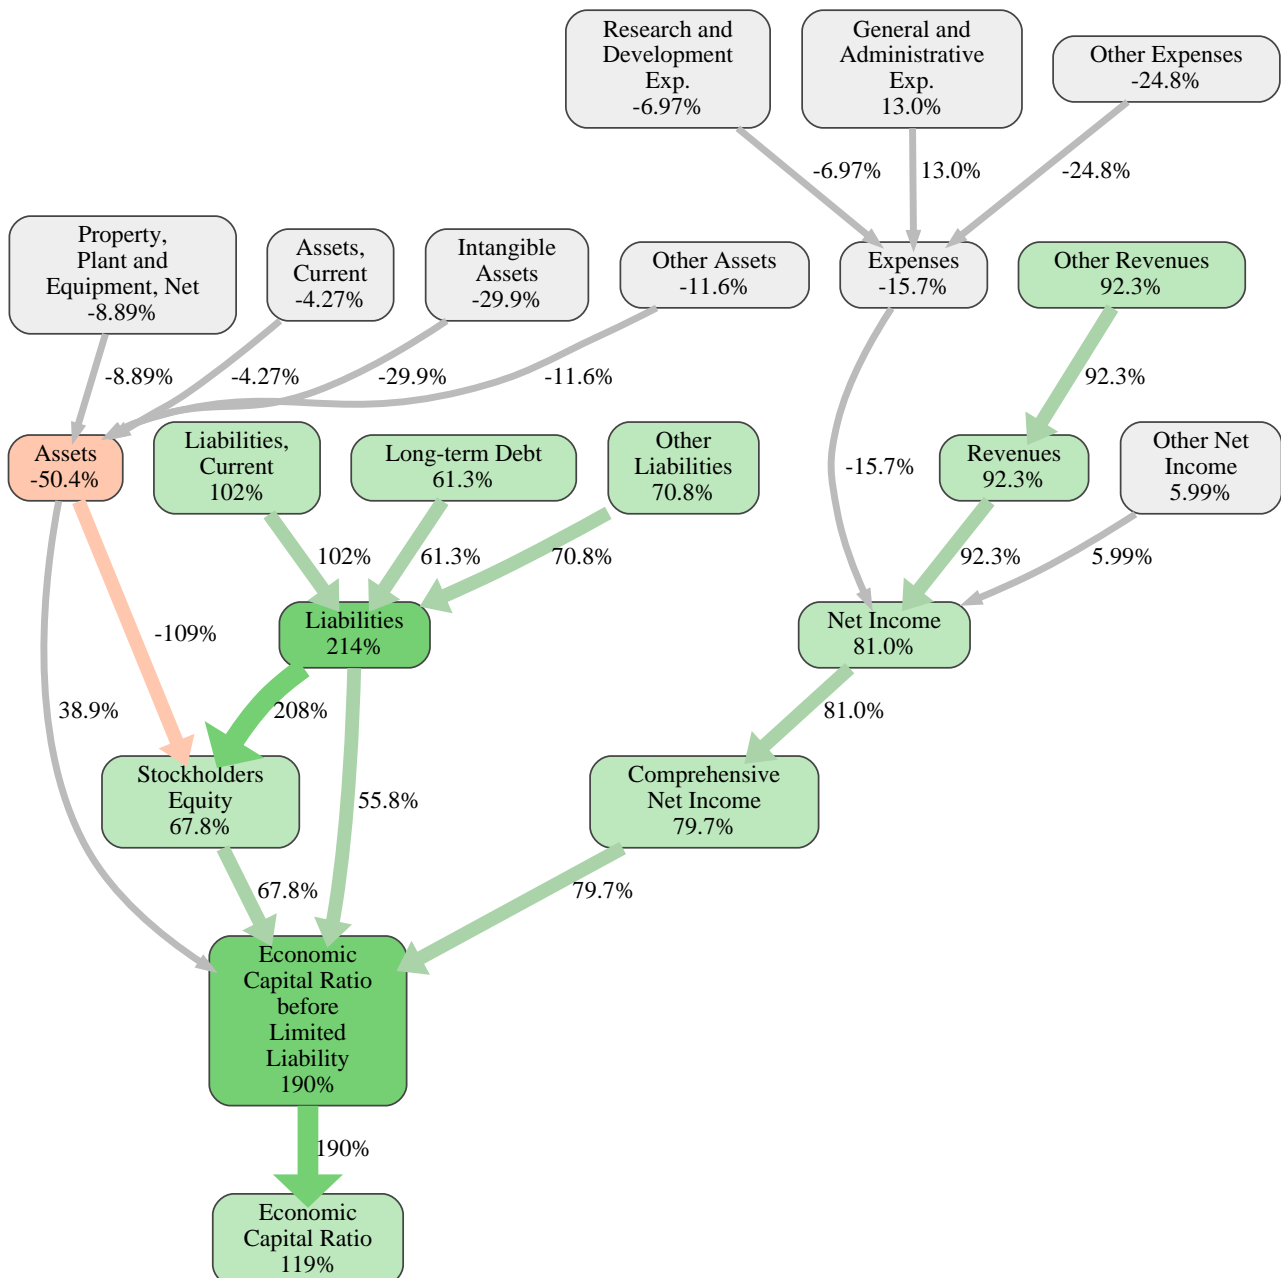 Research and
Development
Exp.
-6.97%
General and
Administrative
Exp.
13.0%
Other Expenses
-24.8%
-6.97%
13.0%
-24.8%
Property,
Plant and
Equipment, Net
-8.89%
Assets,
Current
-4.27%
Intangible
Assets
-29.9%
Other Assets
-11.6%
Expenses
-15.7%
Other Revenues
92.3%
-8.89%
-4.27%
-29.9%
-11.6%
92.3%
Assets
-50.4%
Liabilities,
Current
102%
Long-term Debt
61.3%
Other
Liabilities
70.8%
-15.7%
Revenues
92.3%
Other Net
Income
5.99%
102%
61.3%
70.8%
92.3%
5.99%
-109%
Liabilities
214%
Net Income
81.0%
38.9%
208%
81.0%
Stockholders
Equity
67.8%
55.8%
Comprehensive
Net Income
79.7%
67.8%
79.7%
Economic
Capital Ratio
before
Limited
Liability
190%
190%
Economic
Capital Ratio
119%